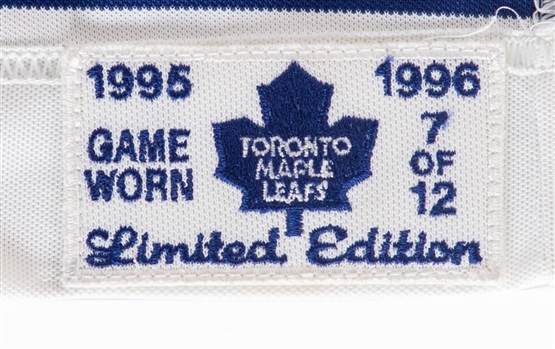 1995 1996
GAME WORN
TORONTO
MAPLE
LEAFS
7
OF
12
Limited Edition